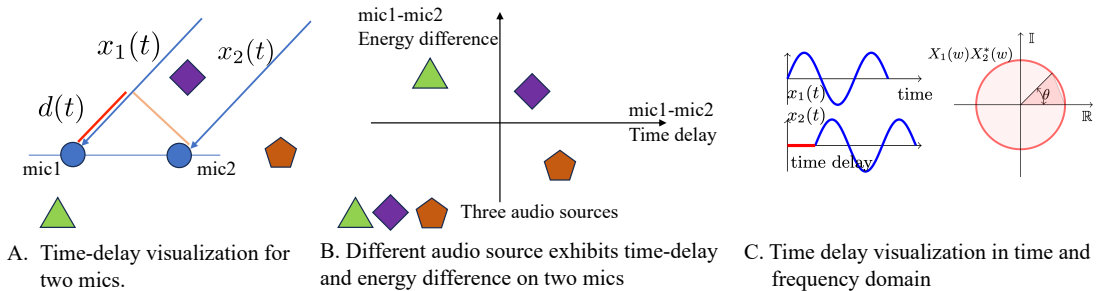 x₁(t)
x₂(t)
d(t)
mic1
mic2
A. Time-delay visualization for
two mics.
mic1-mic2
Energy difference
mic1-mic2
Time delay
Three audio sources
B. Different audio source exhibits time-delay
and energy difference on two mics
x₁(t)
time
x₂(t)
time delay
X₁(w)X₂*(w)
𝕀
θ
ℝ
C. Time delay visualization in time and
frequency domain